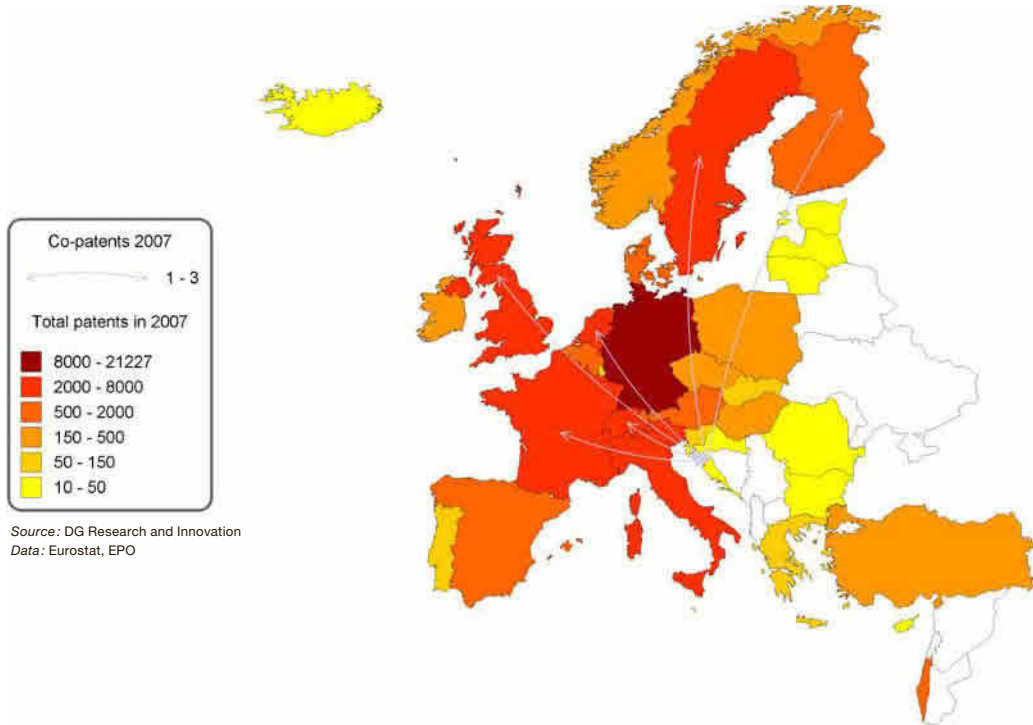 Co-patents 2007
1 - 3
Total patents in 2007
8000 - 21227
2000 - 8000
500 - 2000
150 - 500
50 - 150
10 - 50
Source: DG Research and Innovation
Data: Eurostat, EPO